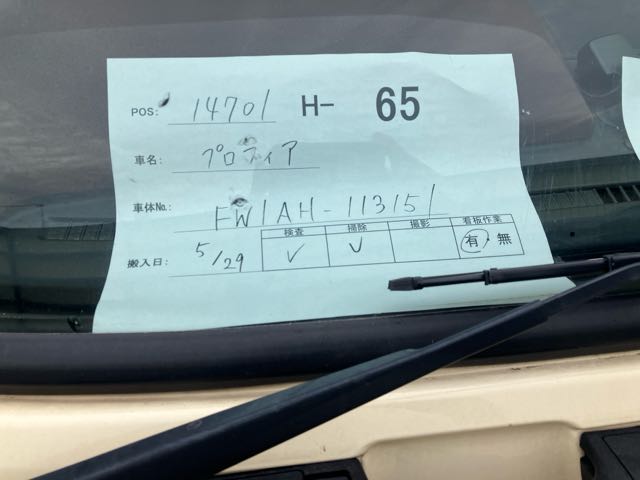 POS: 14701 H- 65
車名: プロフィア
車体No.: FW1AH-113151
検査 掃除 撮影 看板作業
搬入日: 5/29 ✓ ✓ 有・無